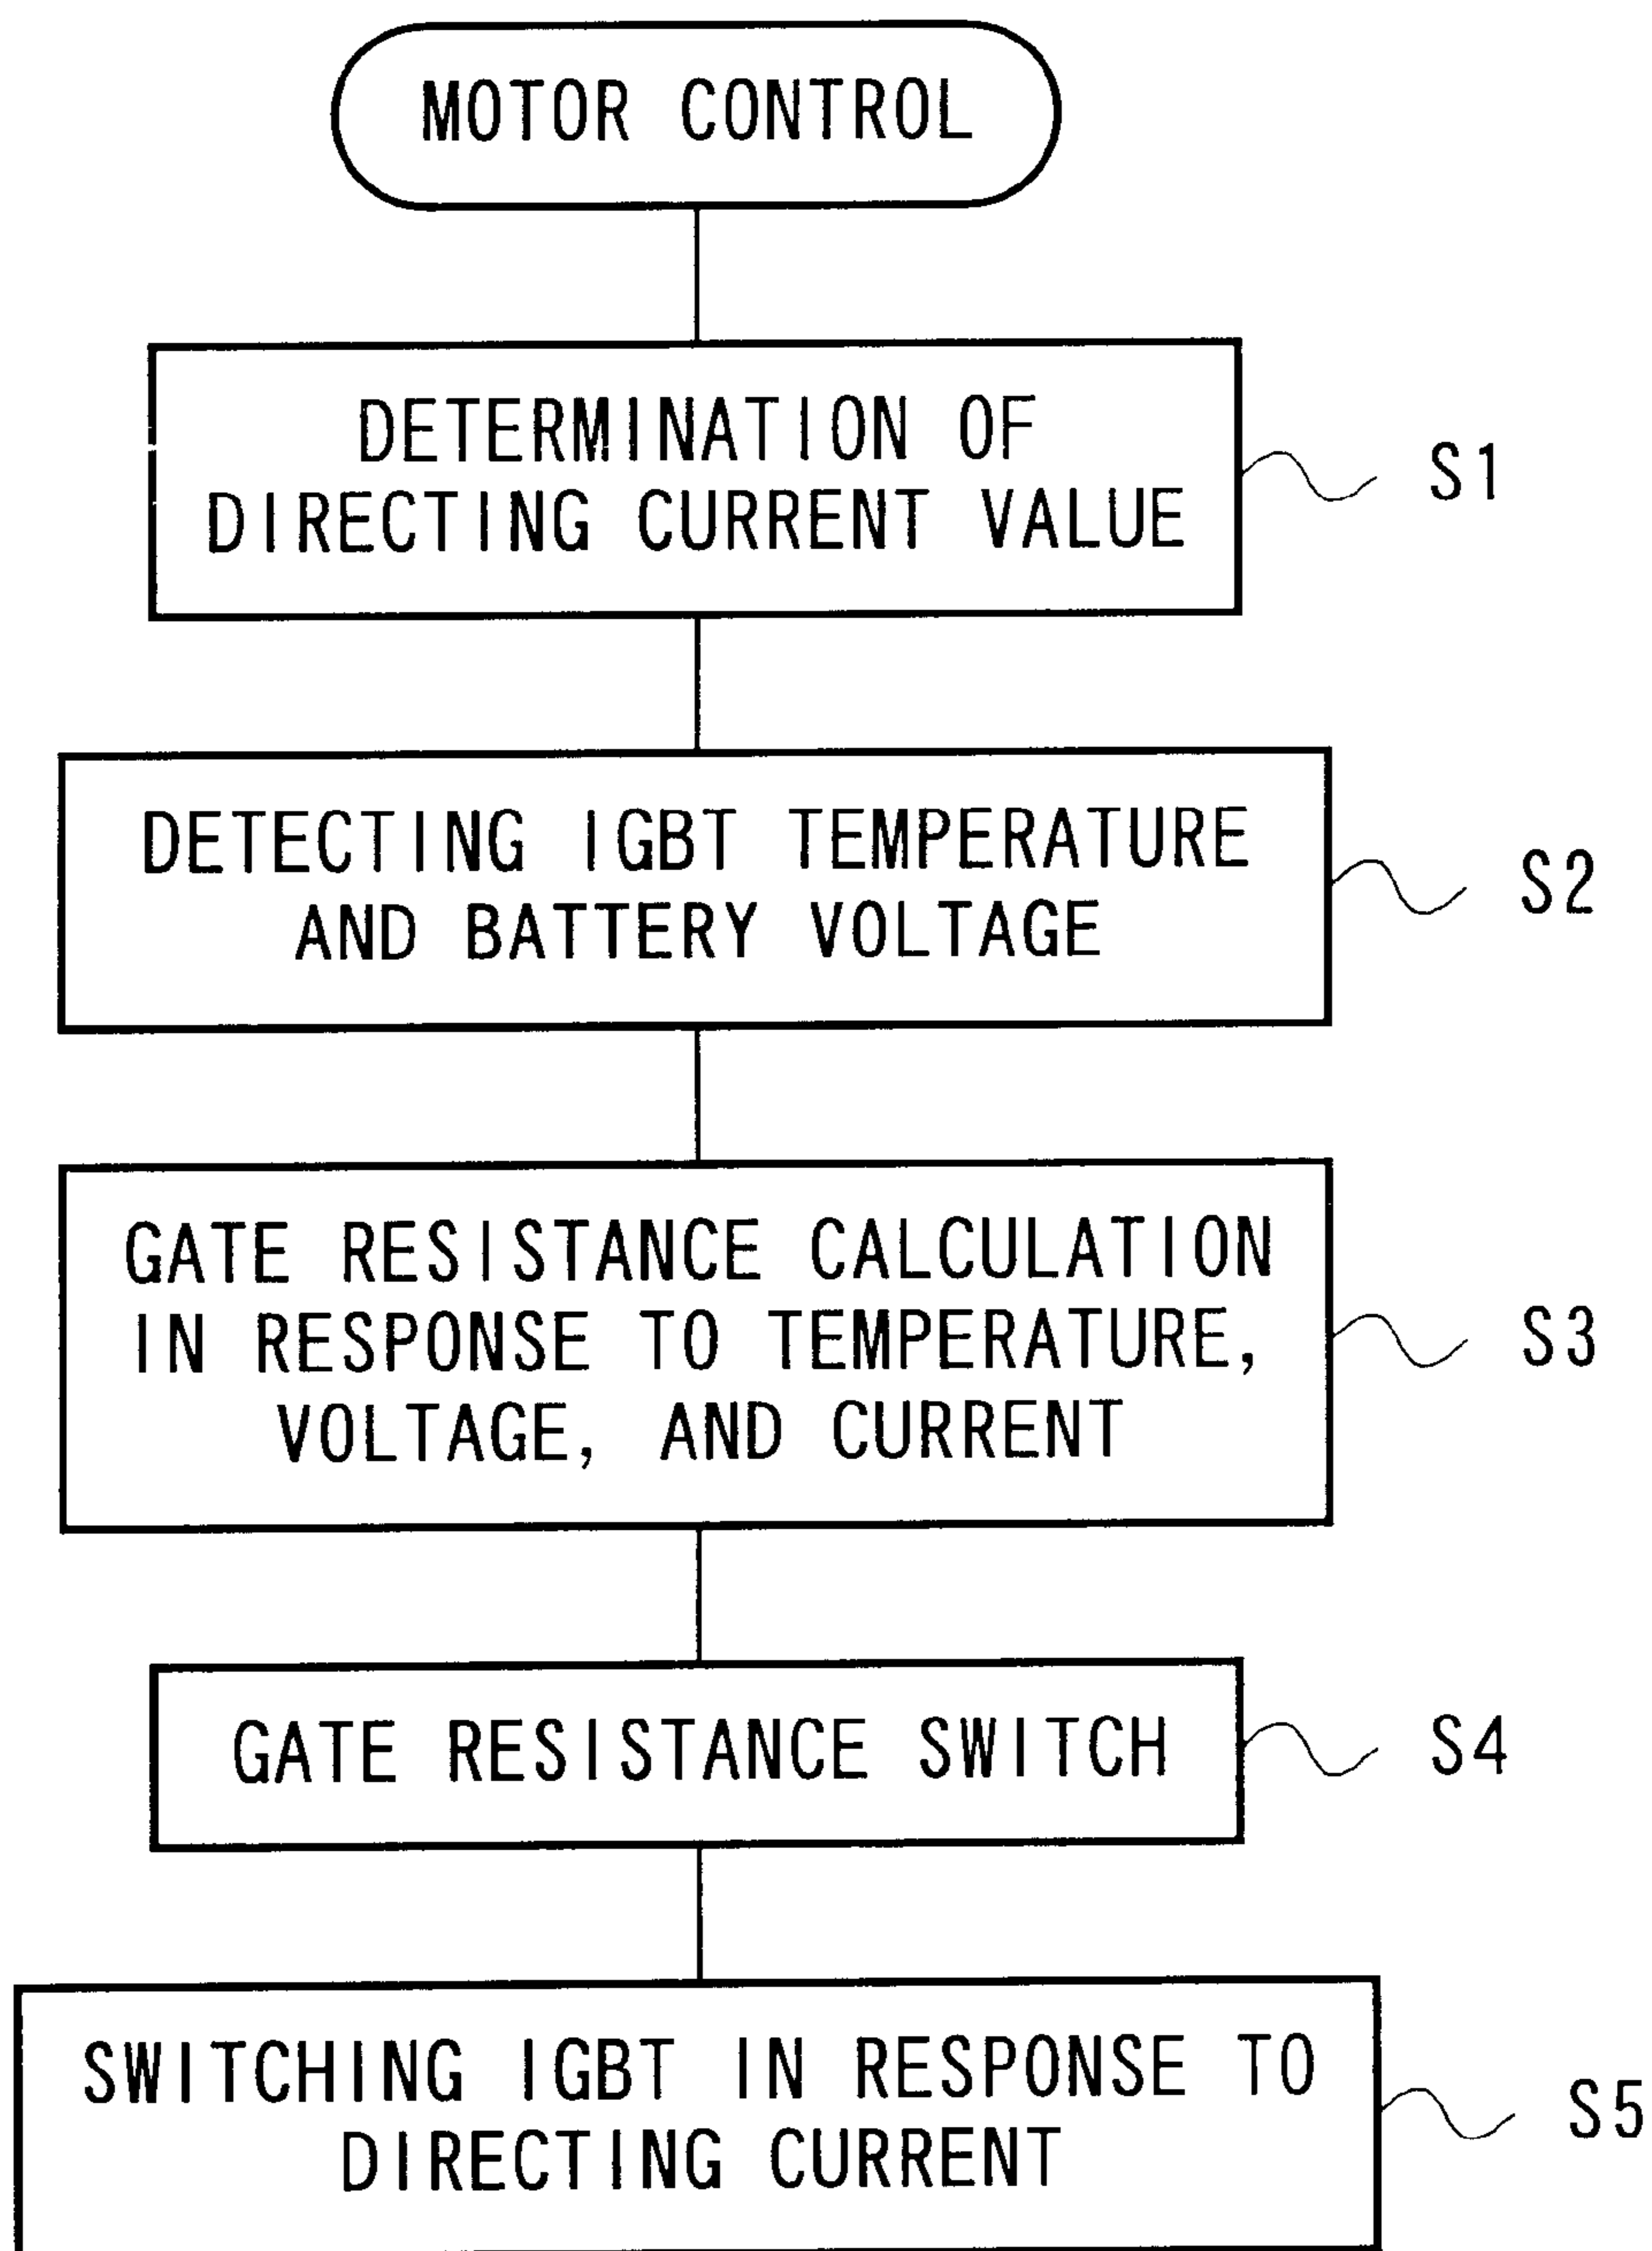 MOTOR CONTROL
DETERMINATION OF
DIRECTING CURRENT VALUE
S1
DETECTING IGBT TEMPERATURE
AND BATTERY VOLTAGE
S2
GATE RESISTANCE CALCULATION
IN RESPONSE TO TEMPERATURE,
VOLTAGE, AND CURRENT
S3
GATE RESISTANCE SWITCH
S4
SWITCHING IGBT IN RESPONSE TO
DIRECTING CURRENT
S5